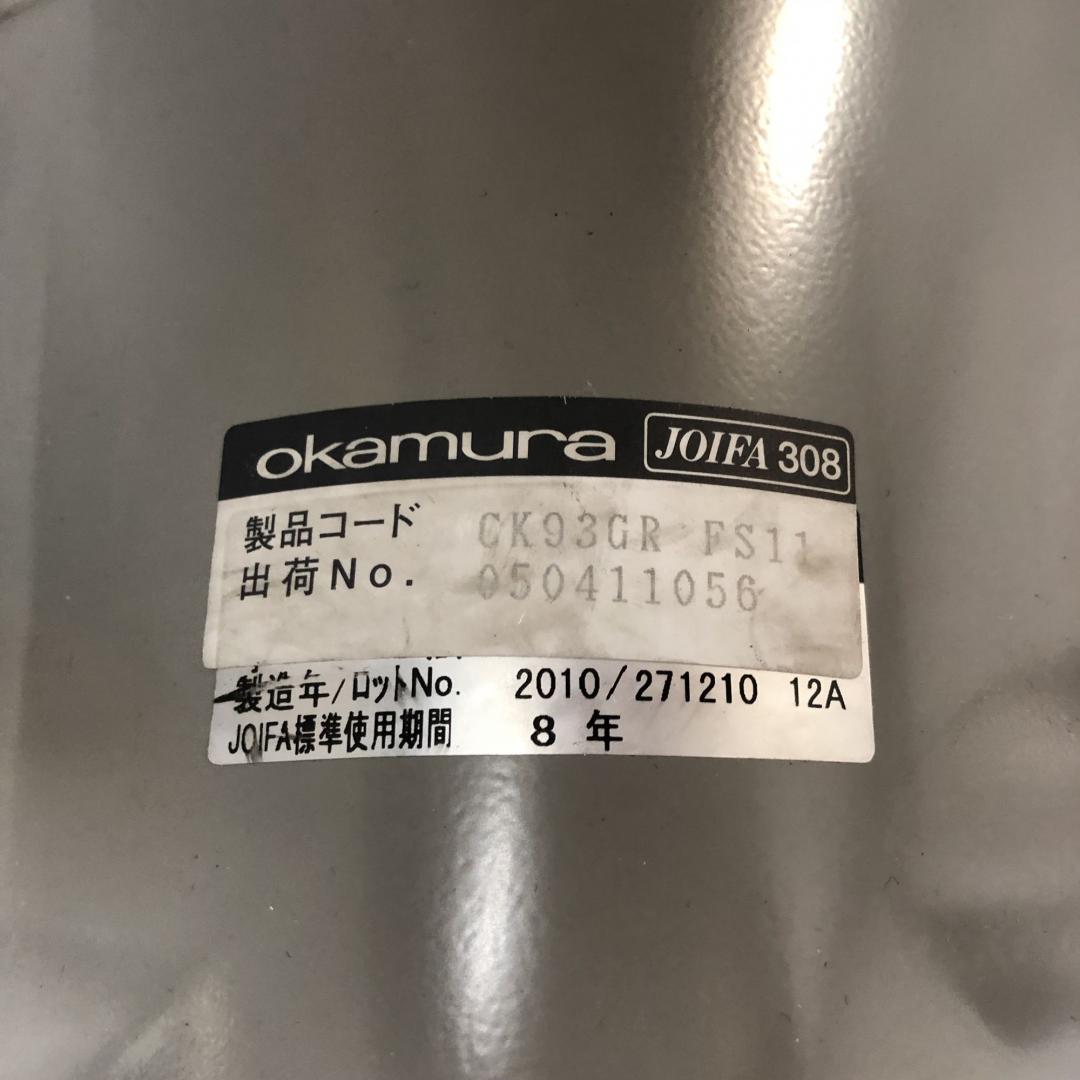 okamura JOIFA 308
製品コード CK93GR FS11
出荷No. 050411056
製造年/ロットNo. 2010/271210 12A
JOIFA標準使用期間 8 年